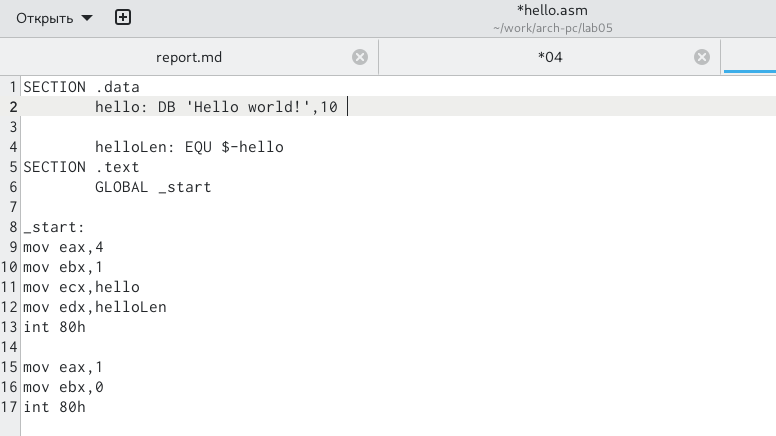 Открыть
*hello.asm
~/work/arch-pc/lab05
report.md
*04
1 SECTION .data
2 hello: DB 'Hello world!',10
3
4 helloLen: EQU $-hello
5 SECTION .text
6 GLOBAL _start
7
8 _start:
9 mov eax,4
10 mov ebx,1
11 mov ecx,hello
12 mov edx,helloLen
13 int 80h
14
15 mov eax,1
16 mov ebx,0
17 int 80h